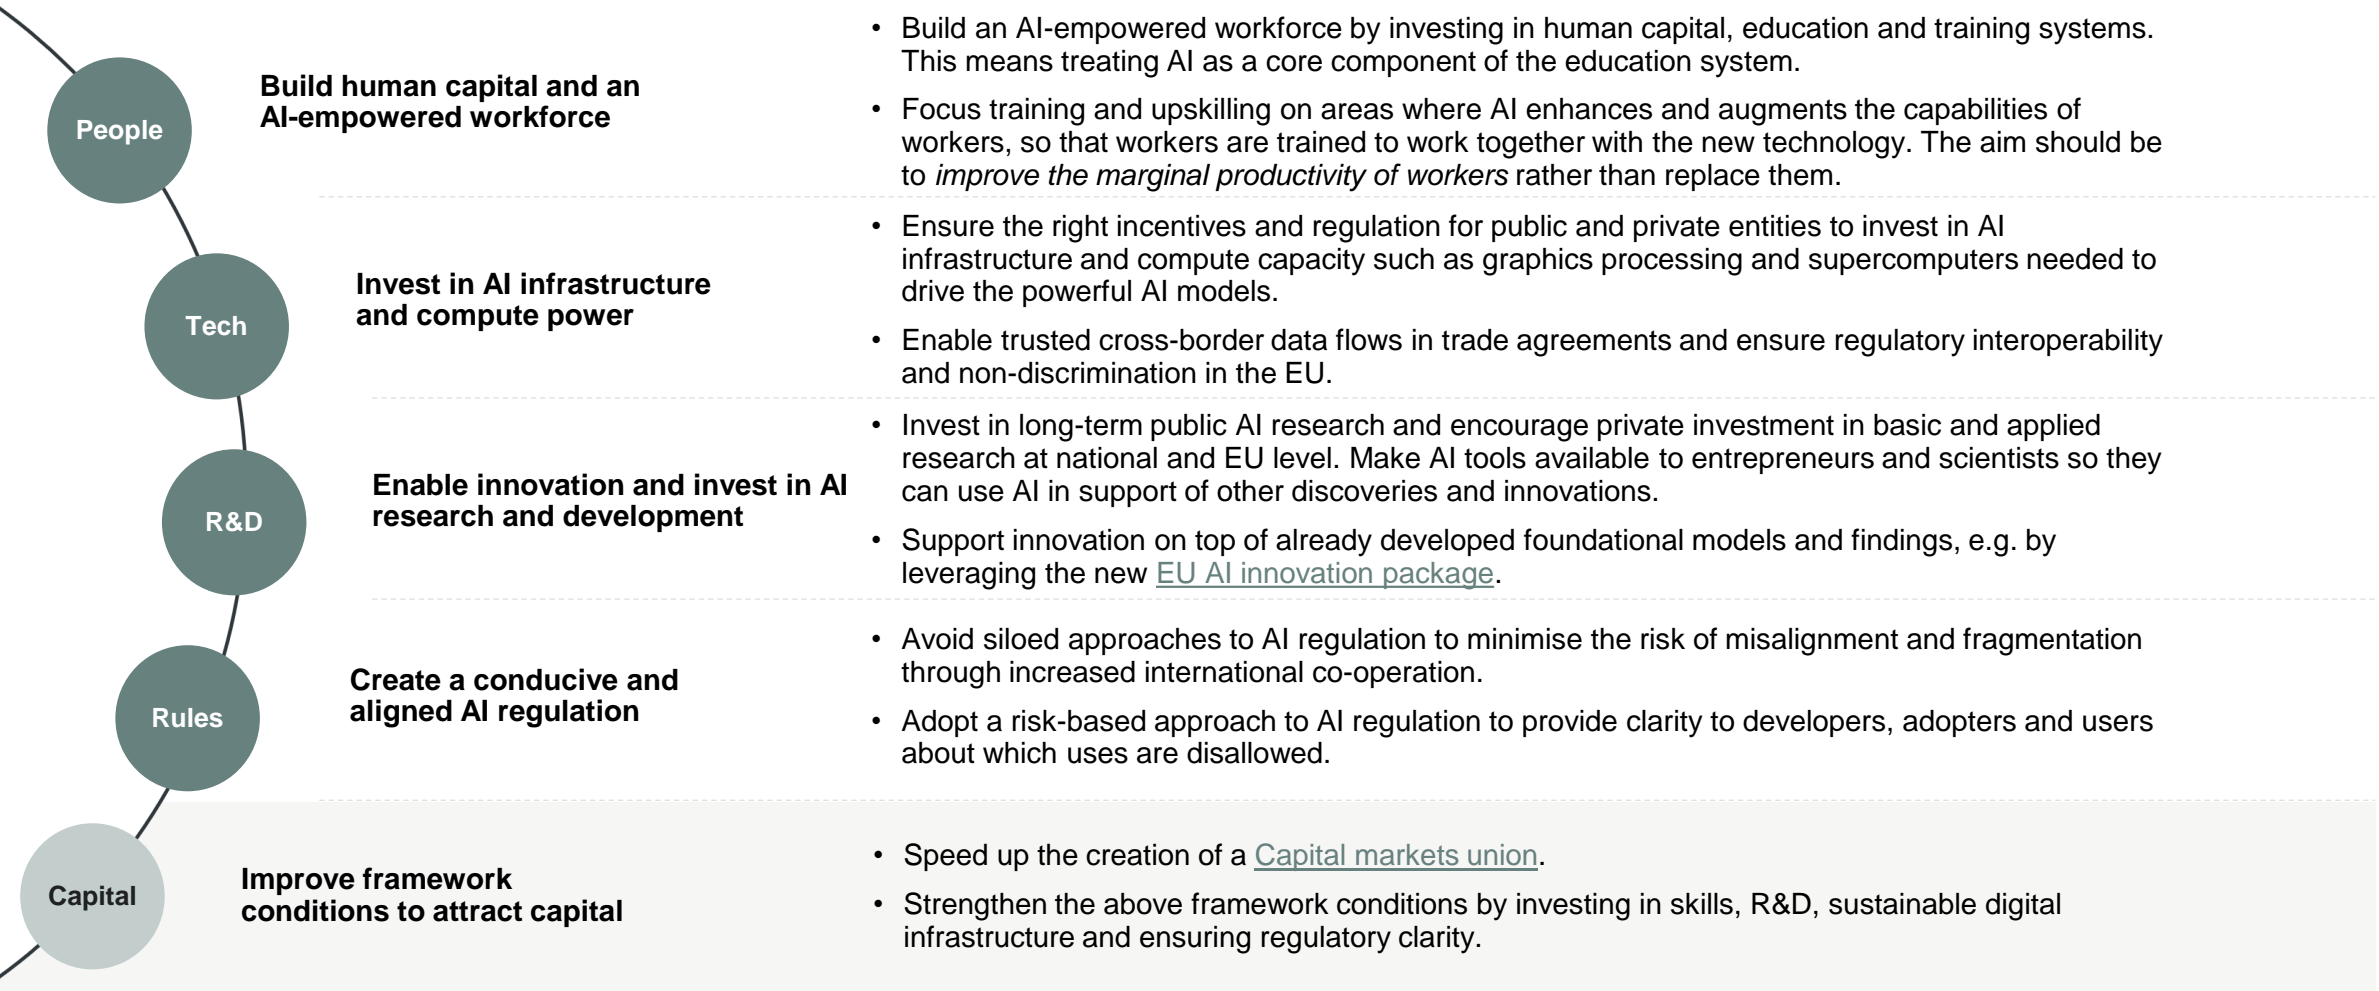 People
Build human capital and an
AI-empowered workforce
• Build an AI-empowered workforce by investing in human capital, education and training systems.
This means treating AI as a core component of the education system.
• Focus training and upskilling on areas where AI enhances and augments the capabilities of
workers, so that workers are trained to work together with the new technology. The aim should be
to improve the marginal productivity of workers rather than replace them.
Tech
Invest in AI infrastructure
and compute power
• Ensure the right incentives and regulation for public and private entities to invest in AI
infrastructure and compute capacity such as graphics processing and supercomputers needed to
drive the powerful AI models.
• Enable trusted cross-border data flows in trade agreements and ensure regulatory interoperability
and non-discrimination in the EU.
R&D
Enable innovation and invest in AI
research and development
• Invest in long-term public AI research and encourage private investment in basic and applied
research at national and EU level. Make AI tools available to entrepreneurs and scientists so they
can use AI in support of other discoveries and innovations.
• Support innovation on top of already developed foundational models and findings, e.g. by
leveraging the new EU AI innovation package.
Rules
Create a conducive and
aligned AI regulation
• Avoid siloed approaches to AI regulation to minimise the risk of misalignment and fragmentation
through increased international co-operation.
• Adopt a risk-based approach to AI regulation to provide clarity to developers, adopters and users
about which uses are disallowed.
Capital
Improve framework
conditions to attract capital
• Speed up the creation of a Capital markets union.
• Strengthen the above framework conditions by investing in skills, R&D, sustainable digital
infrastructure and ensuring regulatory clarity.